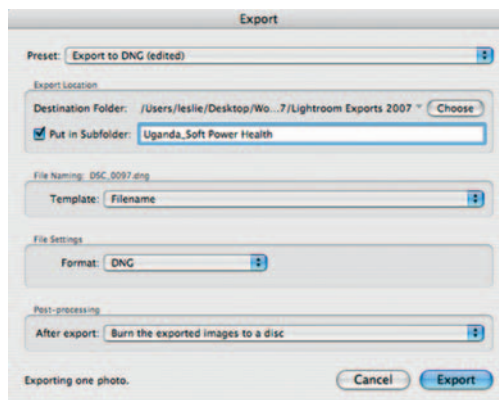 Export
Preset: Export to DNG (edited)
Export Location
Destination Folder: /Users/leslie/Desktop/Wo...7/Lightroom Exports 2007 Choose
Put in Subfolder: Uganda_Soft Power Health
File Naming: DSC_0097.dng
Template: Filename
File Settings
Format: DNG
Post-processing
After export: Burn the exported images to a disc
Exporting one photo. Cancel Export